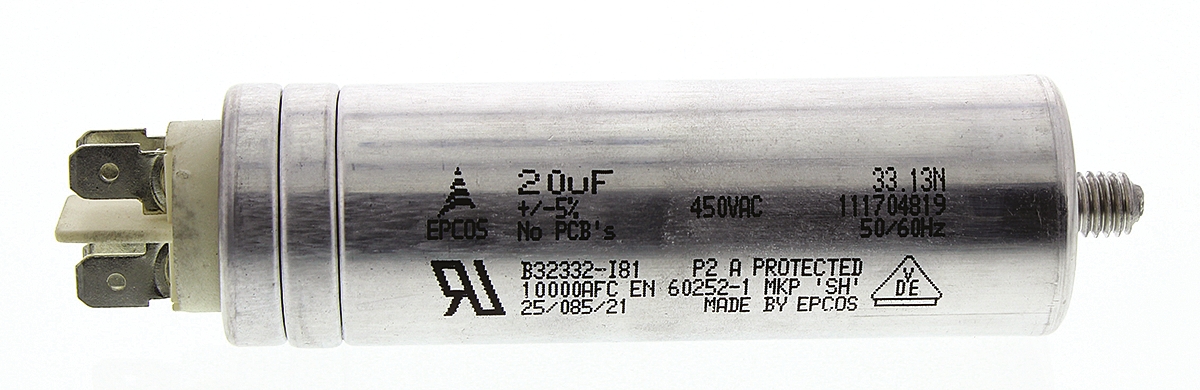 20uF 33.13N
+/-5% 450VAC 111704819
EPCOS No PCB's 50/60Hz
B32332-I81 P2 A PROTECTED
10000AFC EN 60252-1 MKP 'SH'
25/085/21 MADE BY EPCOS
VDE